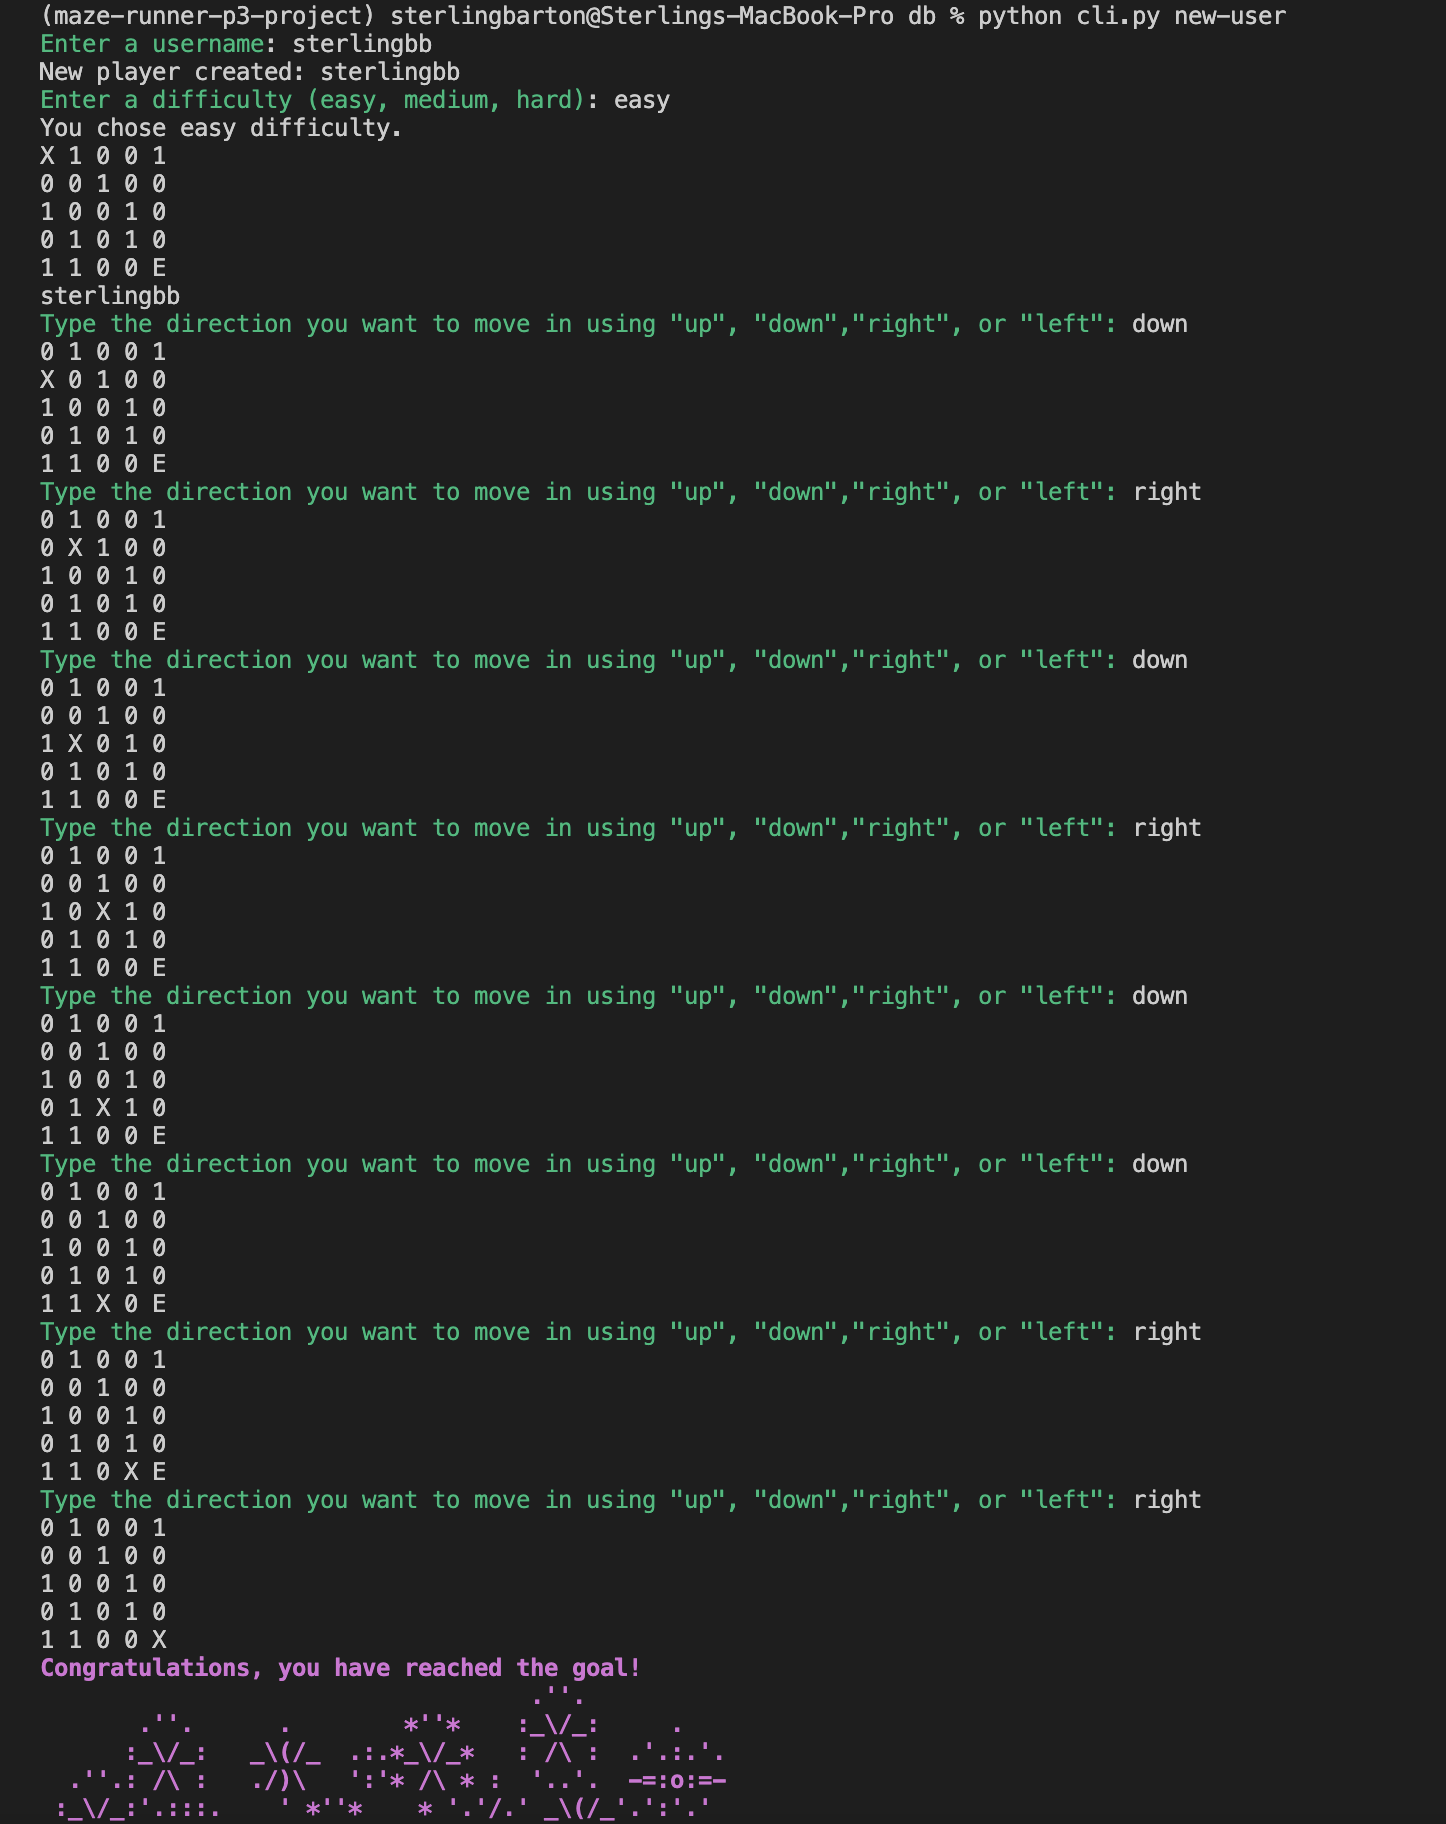 (maze-runner-p3-project) sterlingbarton@Sterlings-MacBook-Pro db % python cli.py new-user
Enter a username: sterlingbb
New player created: sterlingbb
Enter a difficulty (easy, medium, hard): easy
You chose easy difficulty.
X 1 0 0 1
0 0 1 0 0
1 0 0 1 0
0 1 0 1 0
1 1 0 0 E
sterlingbb
Type the direction you want to move in using "up", "down","right", or "left": down
0 1 0 0 1
X 0 1 0 0
1 0 0 1 0
0 1 0 1 0
1 1 0 0 E
Type the direction you want to move in using "up", "down","right", or "left": right
0 1 0 0 1
0 X 1 0 0
1 0 0 1 0
0 1 0 1 0
1 1 0 0 E
Type the direction you want to move in using "up", "down","right", or "left": down
0 1 0 0 1
0 0 1 0 0
1 X 0 1 0
0 1 0 1 0
1 1 0 0 E
Type the direction you want to move in using "up", "down","right", or "left": right
0 1 0 0 1
0 0 1 0 0
1 0 X 1 0
0 1 0 1 0
1 1 0 0 E
Type the direction you want to move in using "up", "down","right", or "left": down
0 1 0 0 1
0 0 1 0 0
1 0 0 1 0
0 1 X 1 0
1 1 0 0 E
Type the direction you want to move in using "up", "down","right", or "left": down
0 1 0 0 1
0 0 1 0 0
1 0 0 1 0
0 1 0 1 0
1 1 X 0 E
Type the direction you want to move in using "up", "down","right", or "left": right
0 1 0 0 1
0 0 1 0 0
1 0 0 1 0
0 1 0 1 0
1 1 0 X E
Type the direction you want to move in using "up", "down","right", or "left": right
0 1 0 0 1
0 0 1 0 0
1 0 0 1 0
0 1 0 1 0
1 1 0 0 X
Congratulations, you have reached the goal!
                                   .''.
       .''.      .        *''*    :_\/_:     .
      :_\/_:   _\(/_  .:.*_\/_*   : /\ :  .'.:.'.
  .''.: /\ :   ./)\   ':'* /\ * :  '..'.  -=:o:=-
 :_\/_:'.:::.    ' *''*    * '.'/.' _\(/_'.':'.'